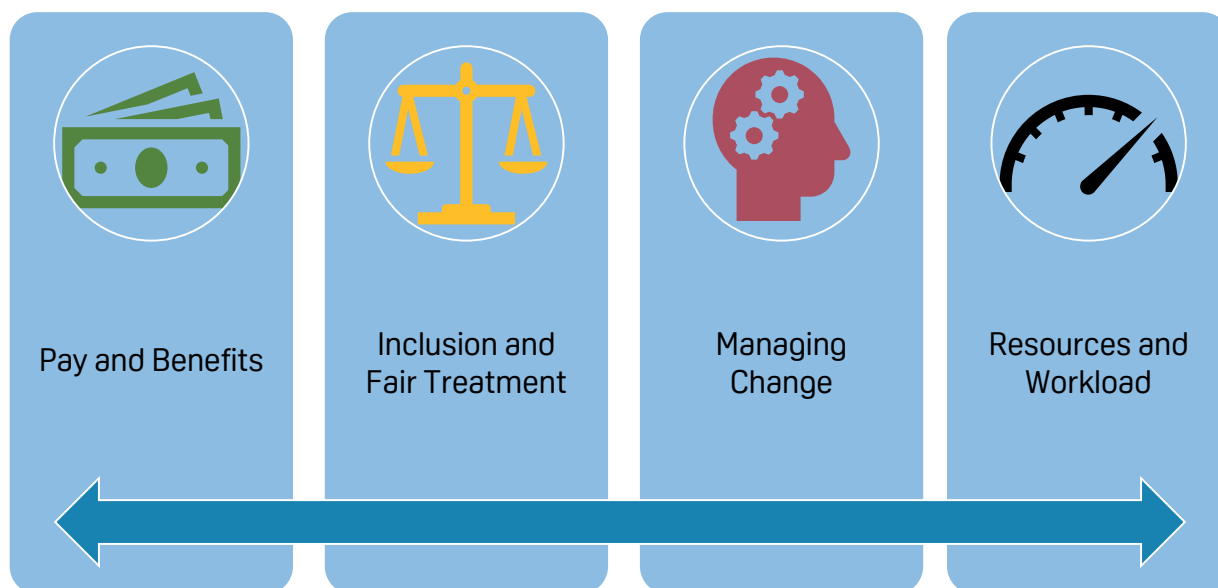 Pay and Benefits
Inclusion and
Fair Treatment
Managing
Change
Resources and
Workload